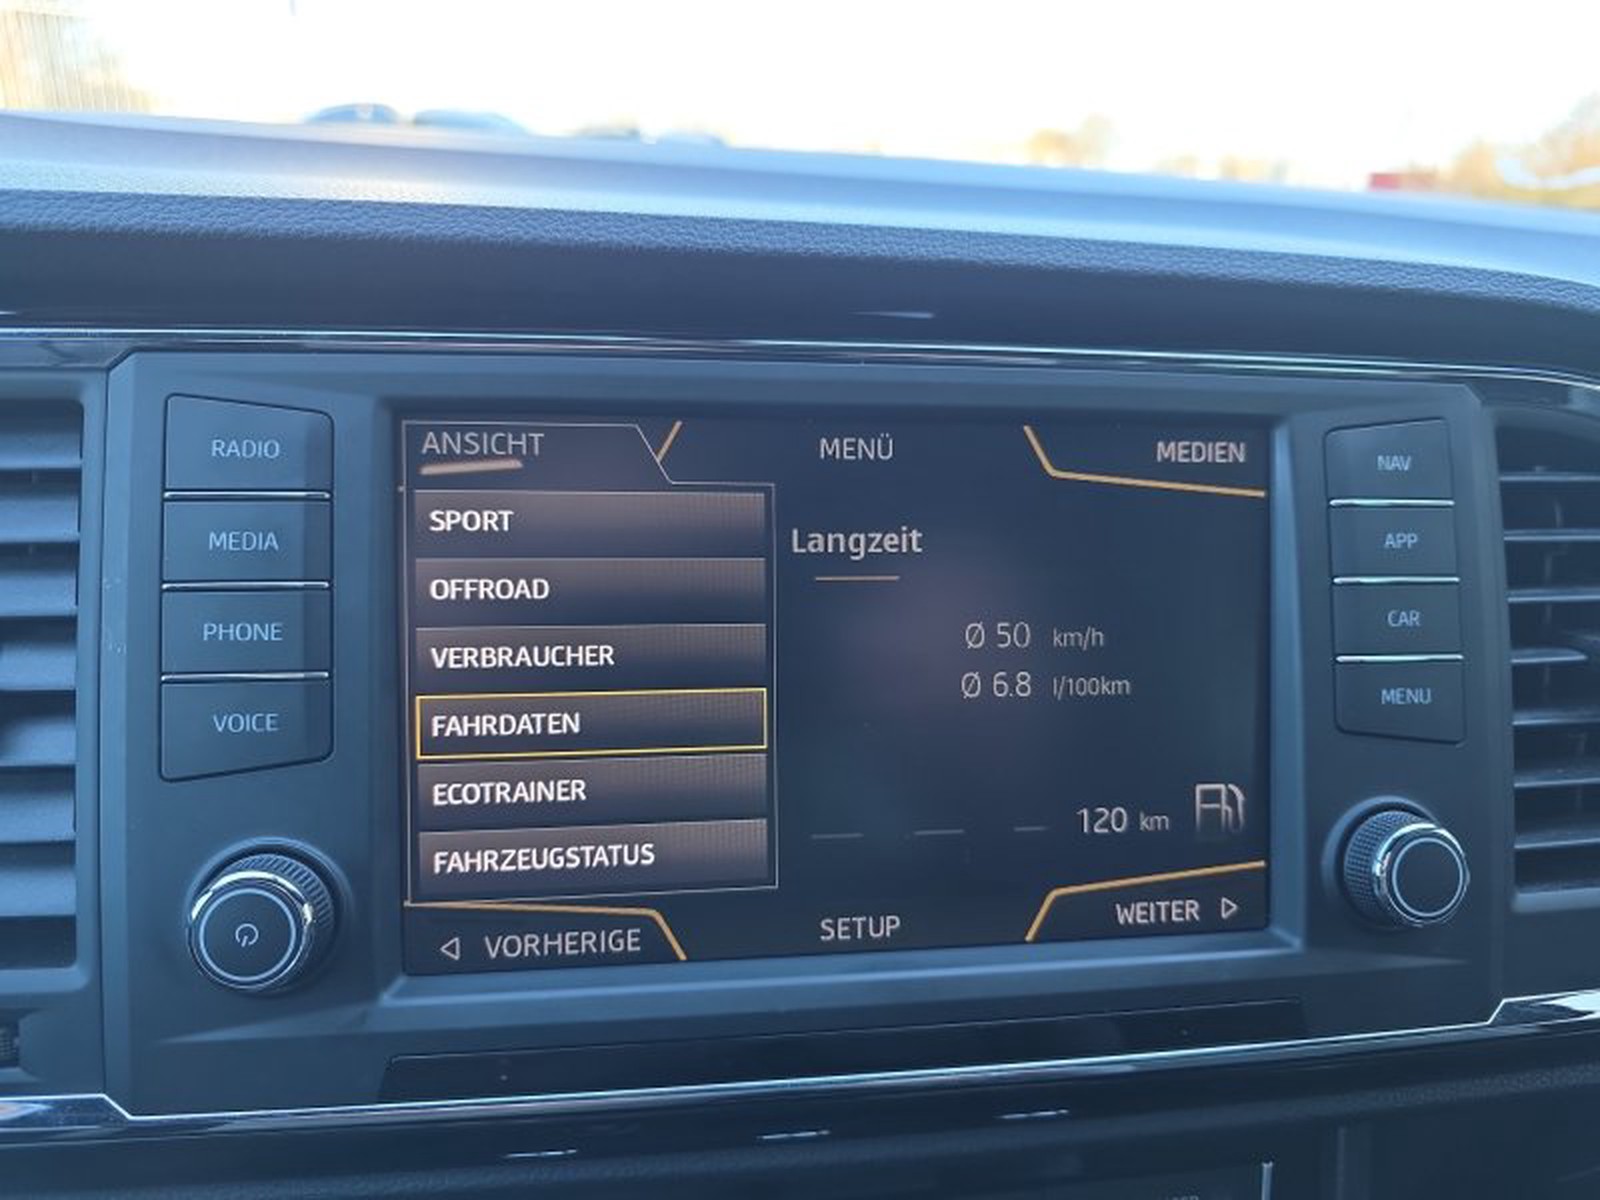 RADIO
MEDIA
PHONE
VOICE
ANSICHT
MENÜ
MEDIEN
SPORT
OFFROAD
VERBRAUCHER
FAHRDATEN
ECOTRAINER
FAHRZEUGSTATUS
Langzeit
Ø 50 km/h
Ø 6.8 l/100km
120 km
VORHERIGE
SETUP
WEITER
NAV
APP
CAR
MENU